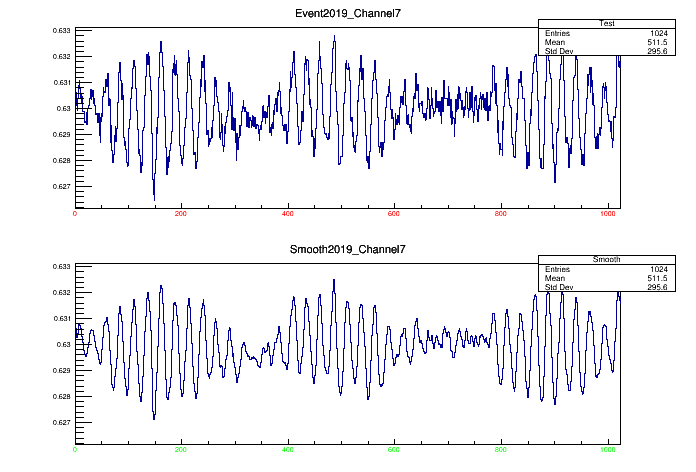 Event2019_Channel7
Test
Entries 1024
Mean 511.5
Std Dev 295.6
0.633
0.632
0.631
0.63
0.629
0.628
0.627
0 200 400 600 800 1000
Smooth2019_Channel7
Smooth
Entries 1024
Mean 511.5
Std Dev 295.6
0.633
0.632
0.631
0.63
0.629
0.628
0.627
0 200 400 600 800 1000